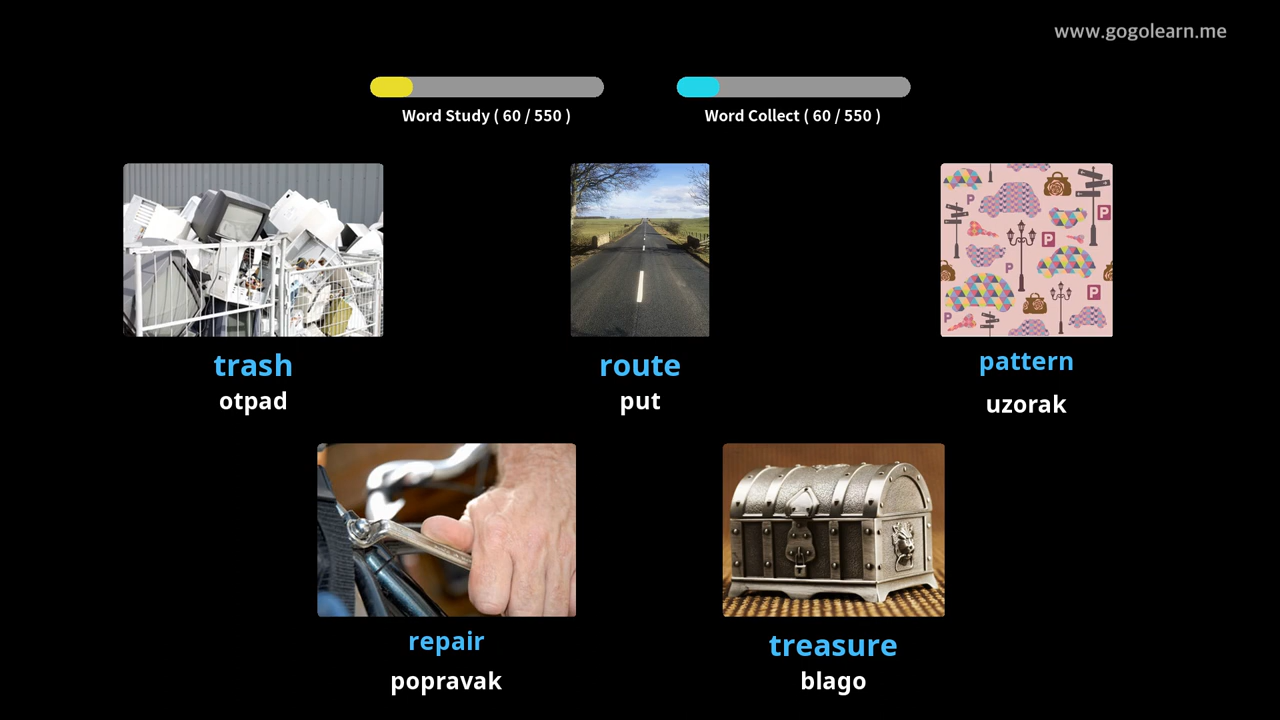 www.gogolearn.me
Word Study ( 60 / 550 )
Word Collect ( 60 / 550 )
trash
otpad
route
put
P
P
P
P
P
P
pattern
uzorak
repair
popravak
treasure
blago